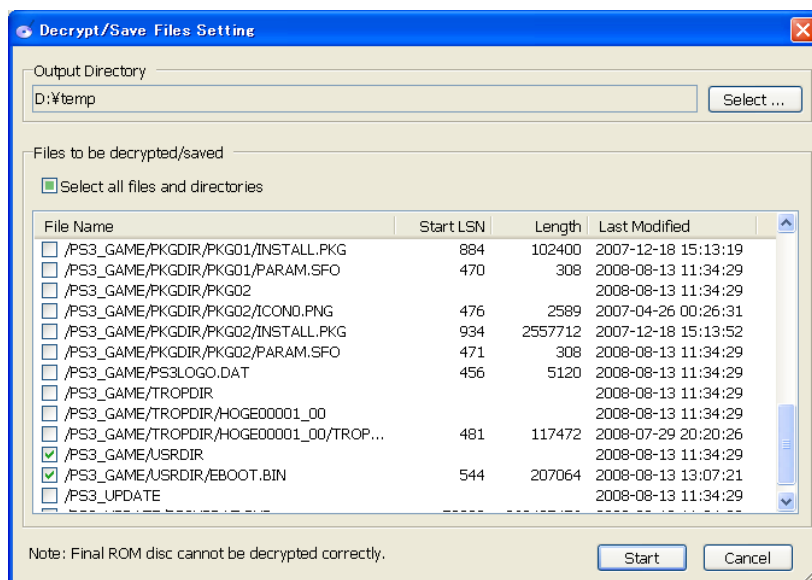 Decrypt/Save Files Setting
Output Directory
D:¥temp
Select ...
Files to be decrypted/saved
Select all files and directories
File Name Start LSN Length Last Modified
/PS3_GAME/PKGDIR/PKG01/INSTALL.PKG 884 102400 2007-12-18 15:13:19
/PS3_GAME/PKGDIR/PKG01/PARAM.SFO 470 308 2008-08-13 11:34:29
/PS3_GAME/PKGDIR/PKG02 2008-08-13 11:34:29
/PS3_GAME/PKGDIR/PKG02/ICON0.PNG 476 2589 2007-04-26 00:26:31
/PS3_GAME/PKGDIR/PKG02/INSTALL.PKG 934 2557712 2007-12-18 15:13:52
/PS3_GAME/PKGDIR/PKG02/PARAM.SFO 471 308 2008-08-13 11:34:29
/PS3_GAME/PS3LOGO.DAT 456 5120 2008-08-13 11:34:29
/PS3_GAME/TROPDIR 2008-08-13 11:34:29
/PS3_GAME/TROPDIR/HOGE00001_00 2008-08-13 11:34:29
/PS3_GAME/TROPDIR/HOGE00001_00/TROP... 481 117472 2008-07-29 20:20:26
/PS3_GAME/USRDIR 2008-08-13 11:34:29
/PS3_GAME/USRDIR/EBOOT.BIN 544 207064 2008-08-13 13:07:21
/PS3_UPDATE 2008-08-13 11:34:29
Note: Final ROM disc cannot be decrypted correctly.
Start
Cancel